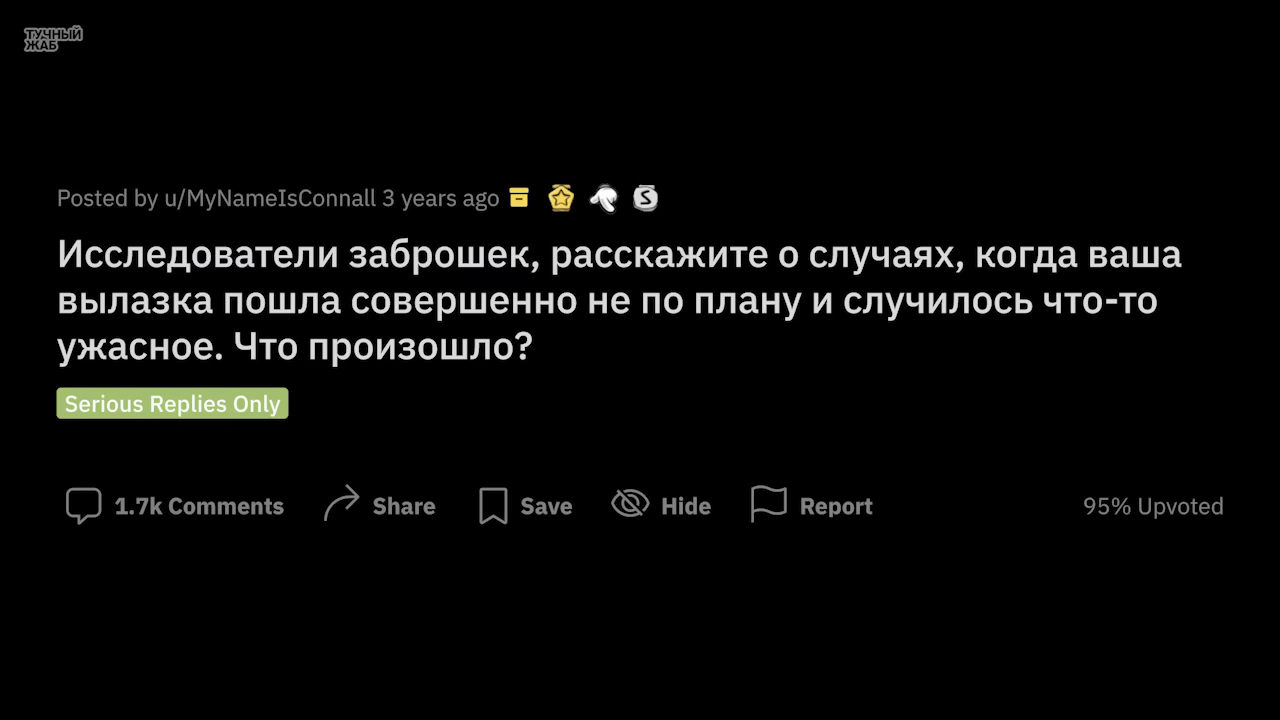 ТУЧНЫЙ
ЖАБ
Posted by u/MyNameIsConnall 3 years ago
Исследователи заброшек, расскажите о случаях, когда ваша
вылазка пошла совершенно не по плану и случилось что-то
ужасное. Что произошло?
Serious Replies Only
1.7k Comments Share Save Hide Report 95% Upvoted